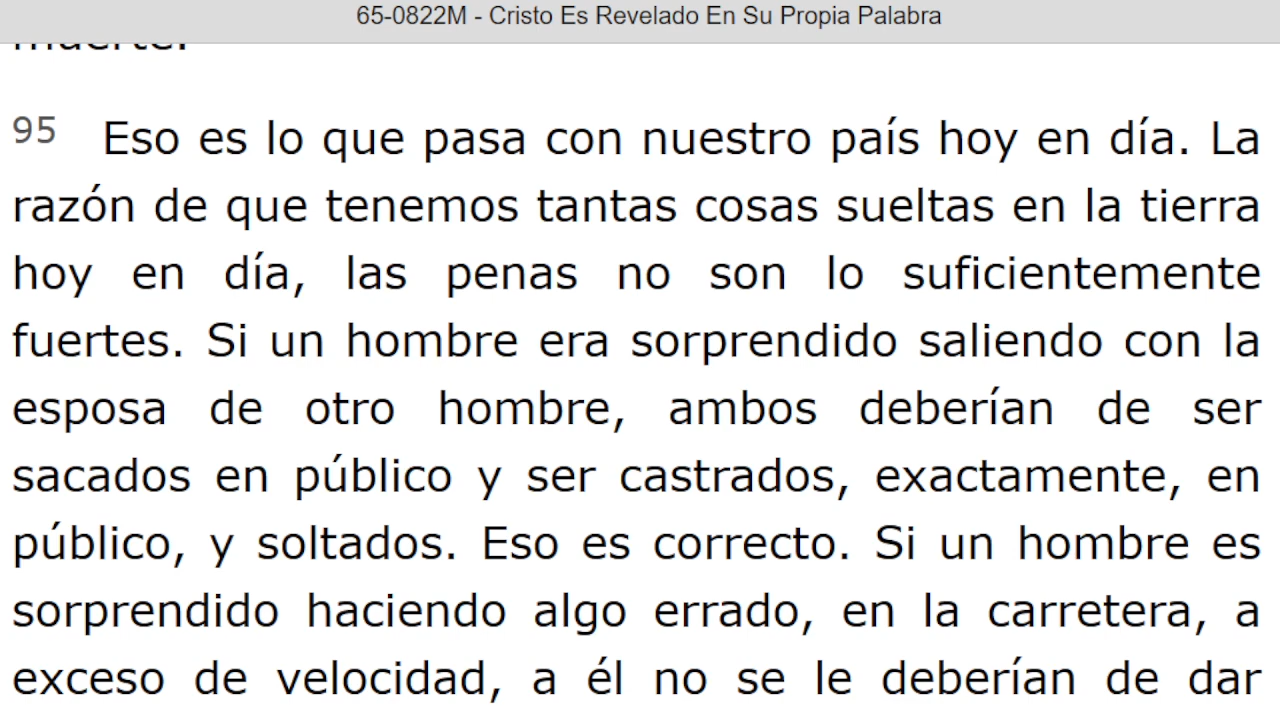 65-0822M - Cristo Es Revelado En Su Propia Palabra
muerte.
95 Eso es lo que pasa con nuestro país hoy en día. La
razón de que tenemos tantas cosas sueltas en la tierra
hoy en día, las penas no son lo suficientemente
fuertes. Si un hombre era sorprendido saliendo con la
esposa de otro hombre, ambos deberían de ser
sacados en público y ser castrados, exactamente, en
público, y soltados. Eso es correcto. Si un hombre es
sorprendido haciendo algo errado, en la carretera, a
exceso de velocidad, a él no se le deberían de dar